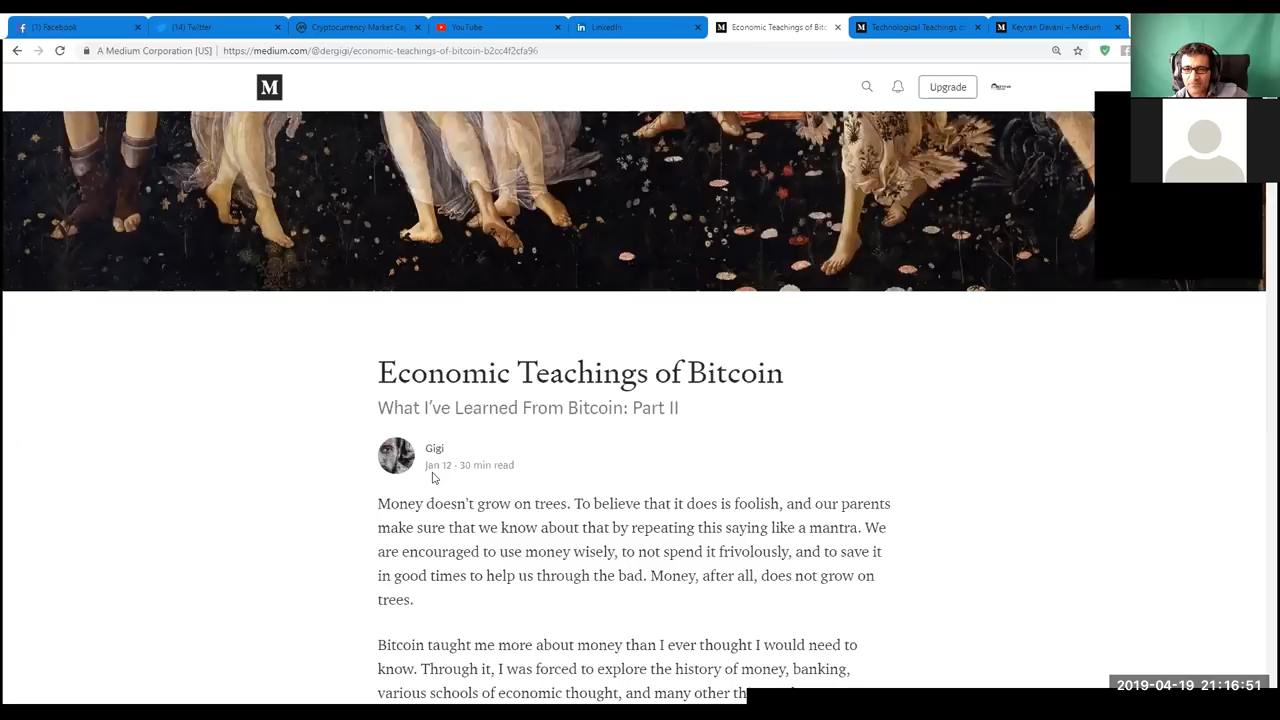 (1) Facebook
(14) Twitter
Cryptocurrency Market Ca
YouTube
LinkedIn
Economic Teachings of Bitc
Technological Teachings o
Keyvan Davani – Medium
A Medium Corporation [US]
https://medium.com/@dergigi/economic-teachings-of-bitcoin-b2cc4f2cfa96
M
Upgrade
Economic Teachings of Bitcoin
What I've Learned From Bitcoin: Part II
Gigi
Jan 12 · 30 min read
Money doesn't grow on trees. To believe that it does is foolish, and our parents
make sure that we know about that by repeating this saying like a mantra. We
are encouraged to use money wisely, to not spend it frivolously, and to save it
in good times to help us through the bad. Money, after all, does not grow on
trees.
Bitcoin taught me more about money than I ever thought I would need to
know. Through it, I was forced to explore the history of money, banking,
various schools of economic thought, and many other
2019-04-19 21:16:51